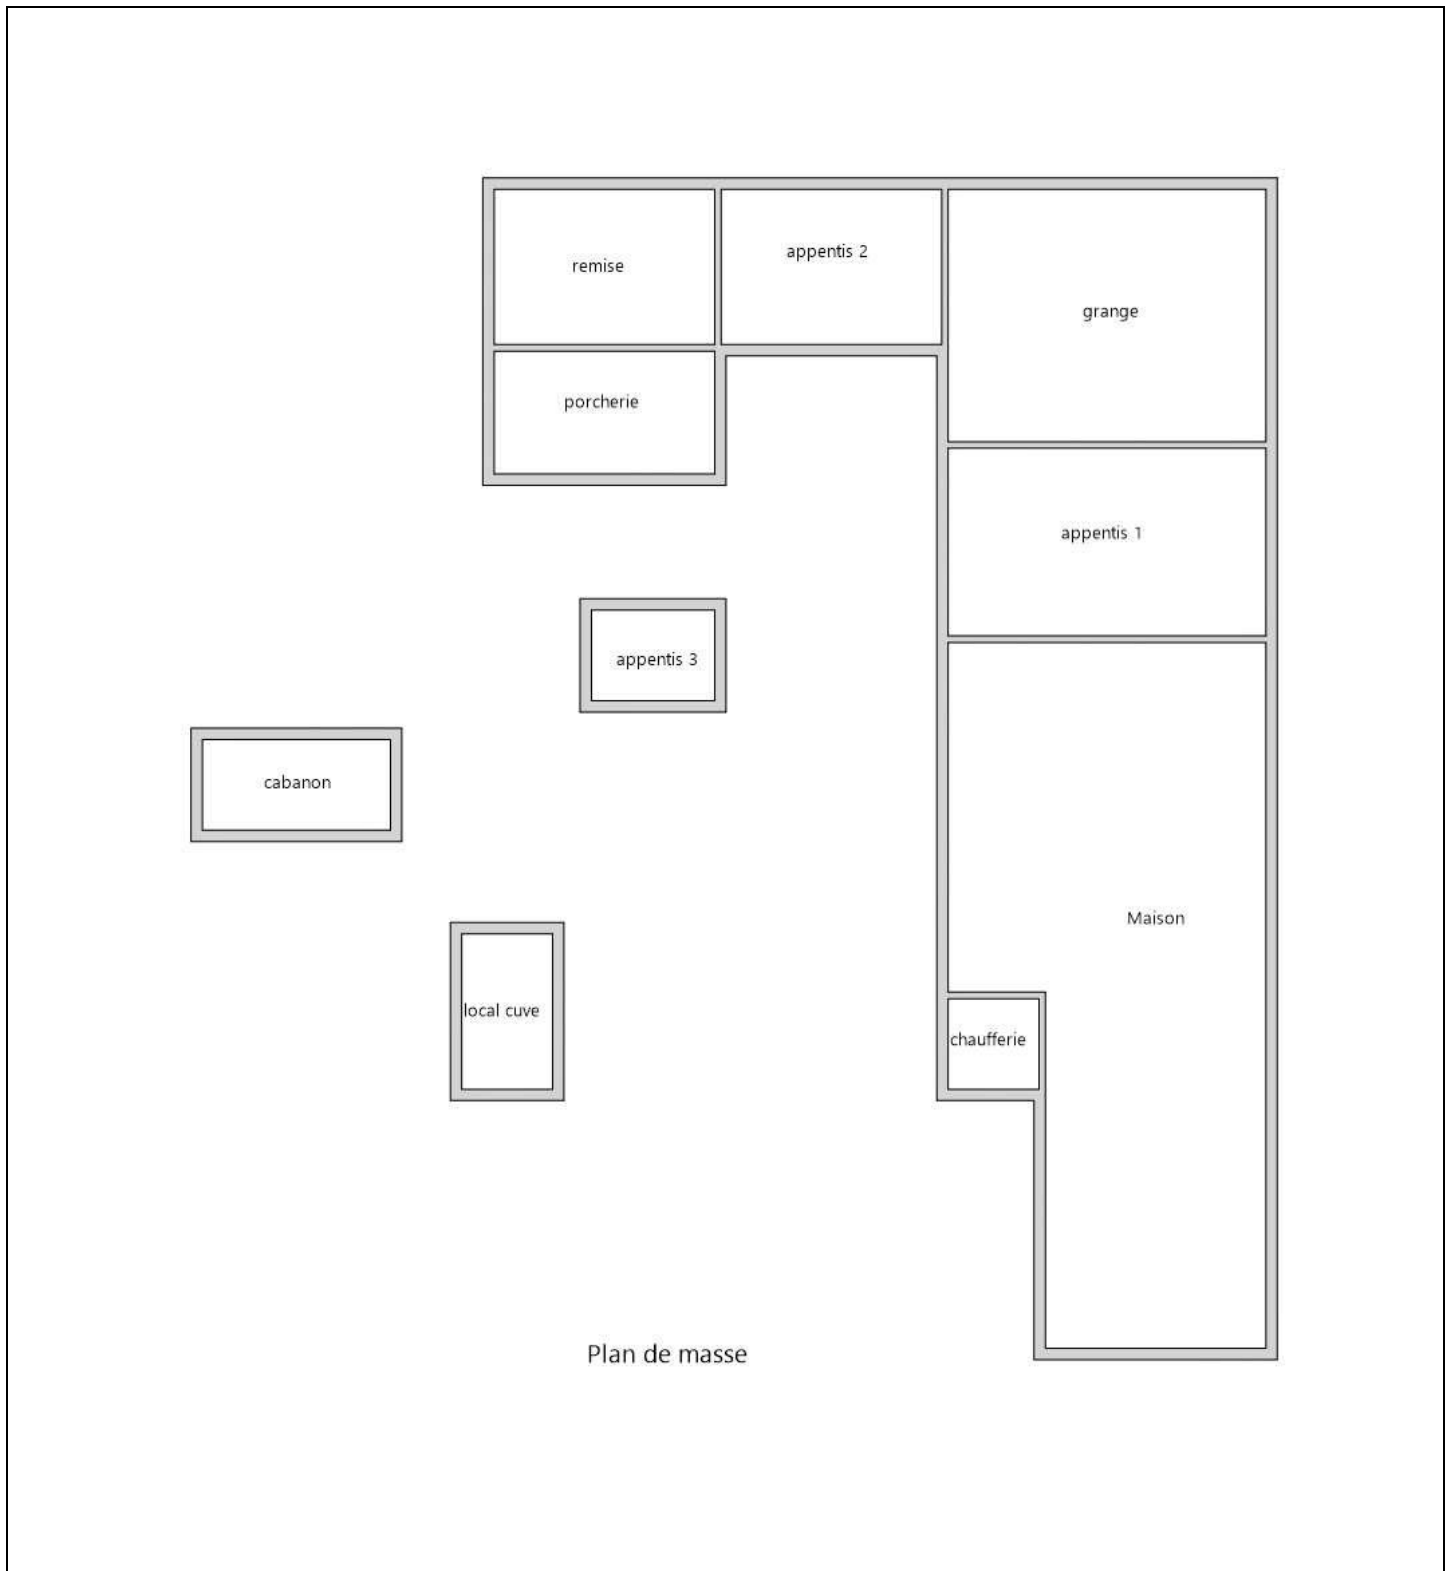 remise
appentis 2
grange
porcherie
appentis 1
appentis 3
cabanon
Maison
local cuve
chaufferie
Plan de masse